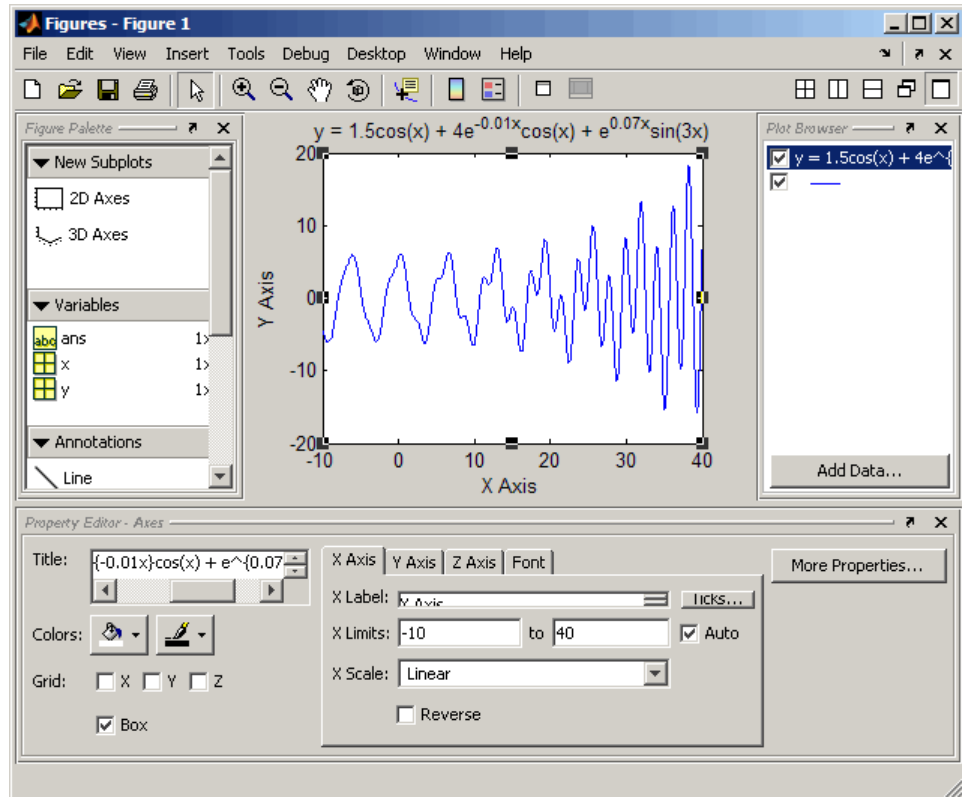 Figures - Figure 1
File Edit View Insert Tools Debug Desktop Window Help
Figure Palette
New Subplots
2D Axes
3D Axes
Variables
abc ans 1x
x 1x
y 1x
Annotations
Line
y = 1.5cos(x) + 4e^-0.01x cos(x) + e^0.07x sin(3x)
20
10
0
-10
-20
Y Axis
-10 0 10 20 30 40
X Axis
Plot Browser
y = 1.5cos(x) + 4e^{
Add Data...
Property Editor - Axes
Title: {-0.01x}cos(x) + e^{0.07
Colors:
Grid: X Y Z
Box
X Axis Y Axis Z Axis Font
X Label: Ticks...
X Limits: -10 to 40 Auto
X Scale: Linear
Reverse
More Properties...